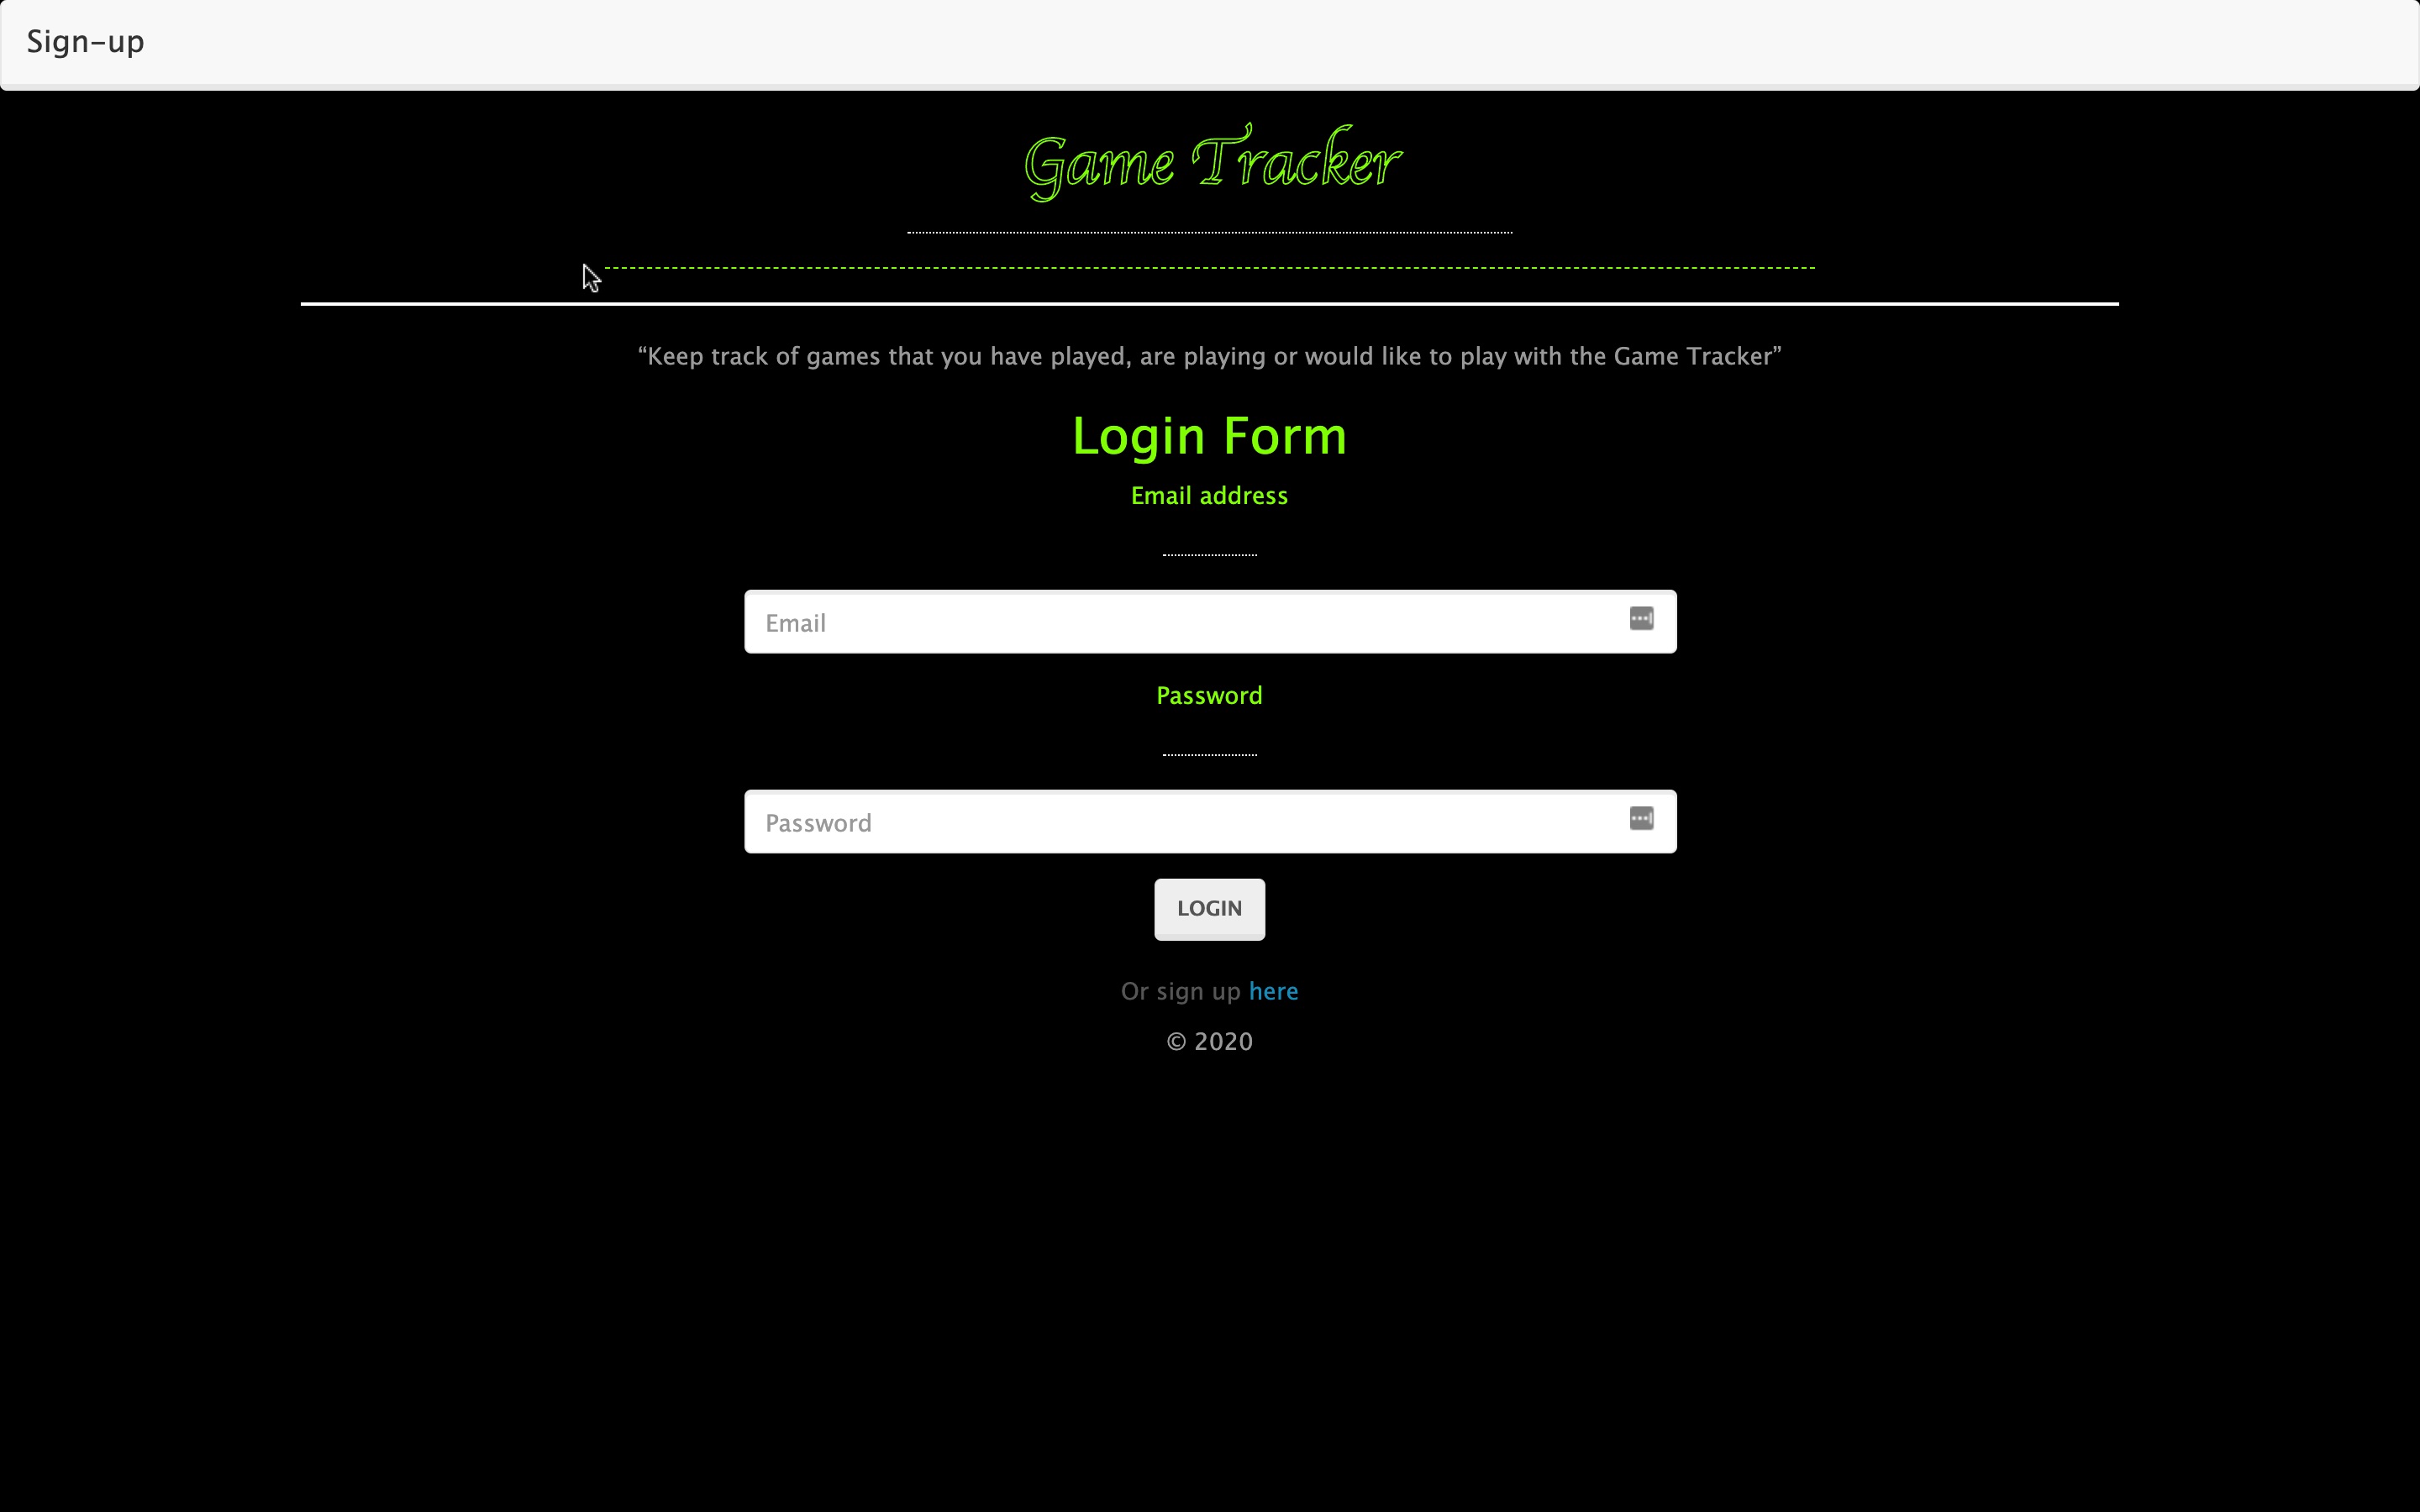 Sign-up
Game Tracker
“Keep track of games that you have played, are playing or would like to play with the Game Tracker”
Login Form
Email address
Email
Password
Password
LOGIN
Or sign up here
© 2020